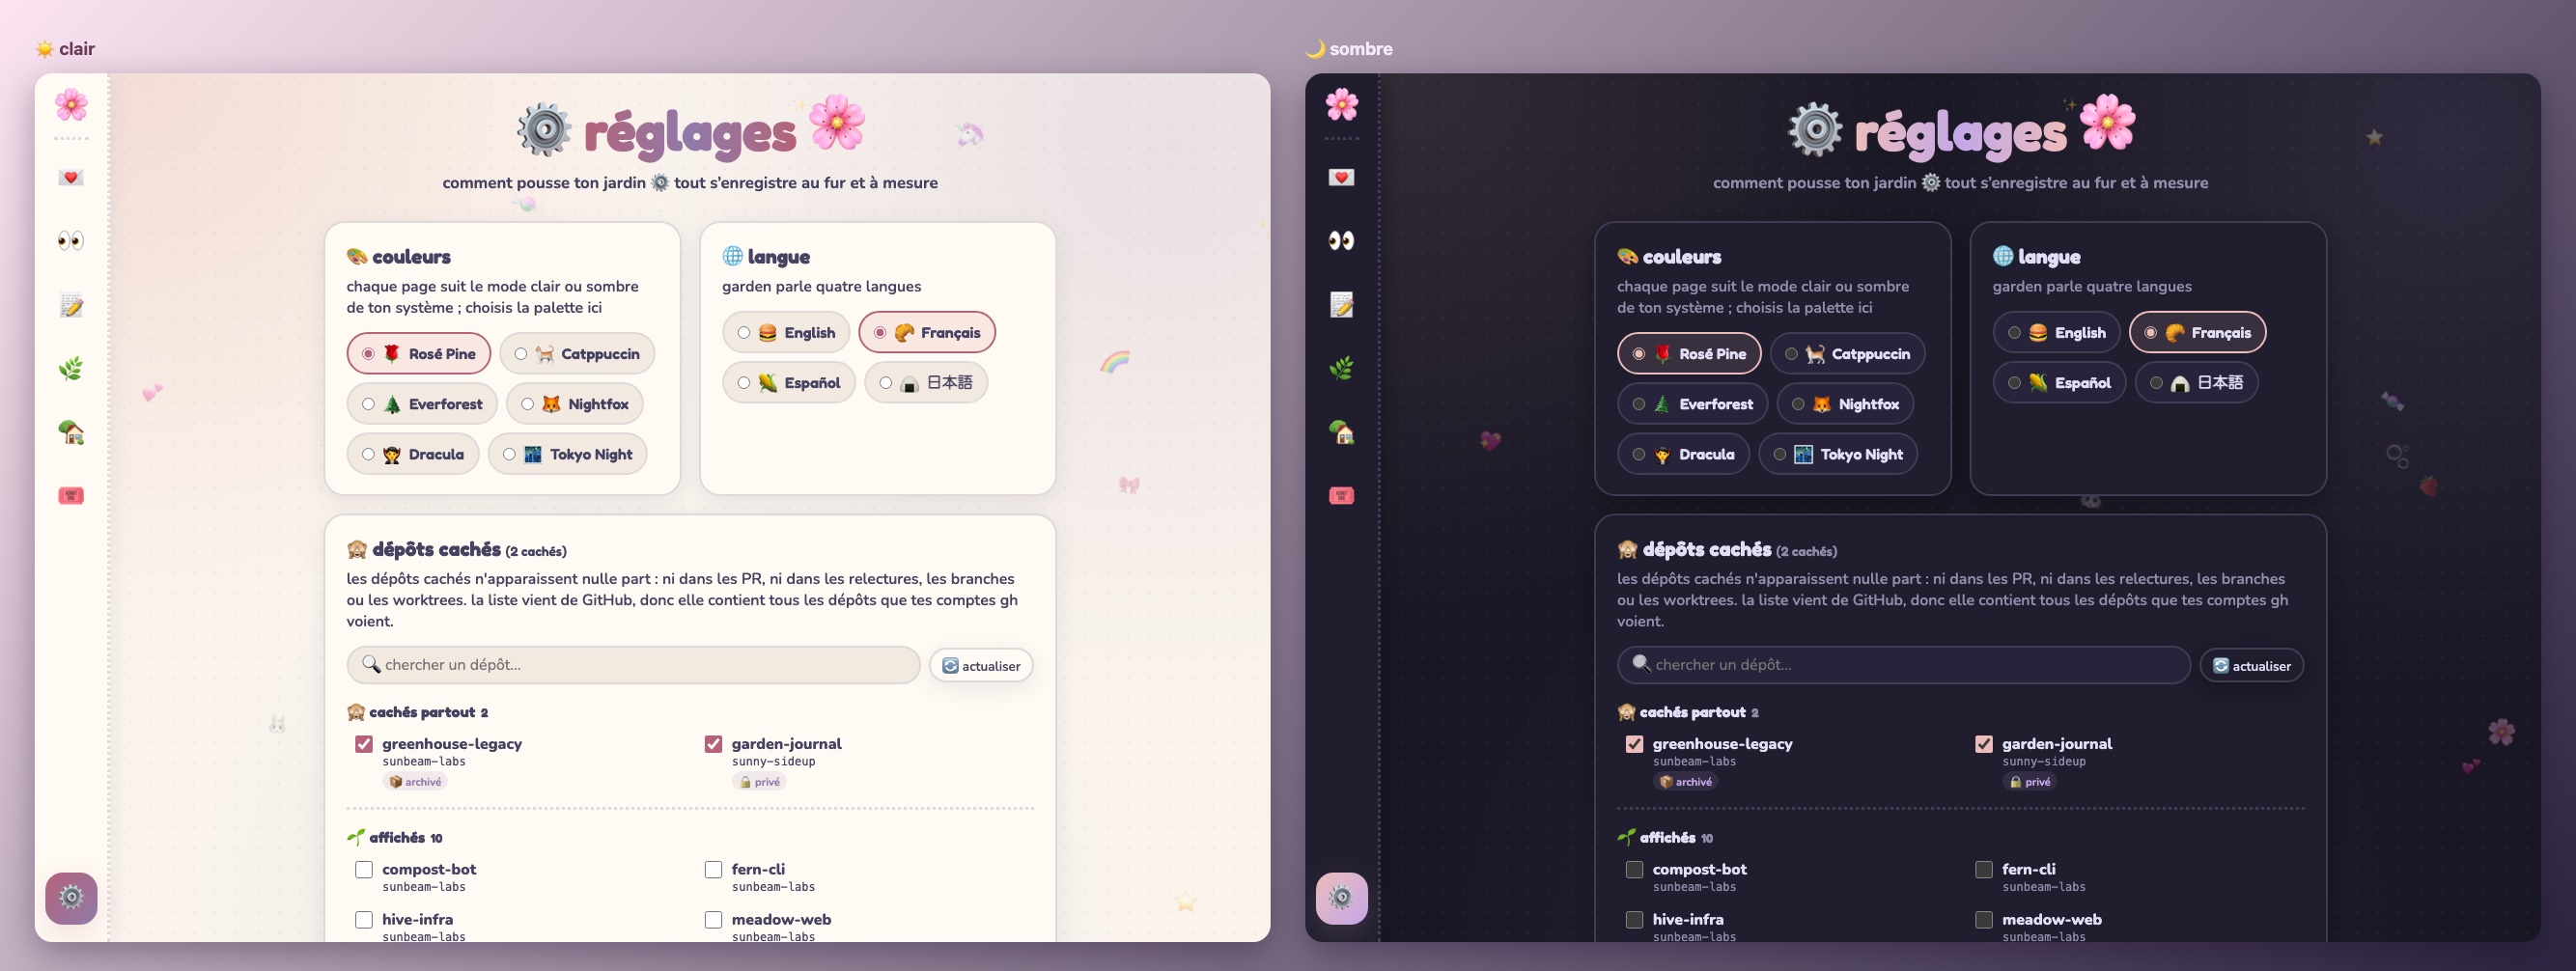 ☀️ clair
⚙️ réglages 🌸
comment pousse ton jardin ⚙️ tout s'enregistre au fur et à mesure
🎨 couleurs
chaque page suit le mode clair ou sombre
de ton système ; choisis la palette ici
🌹 Rosé Pine
🐈 Catppuccin
🌲 Everforest
🦊 Nightfox
🧛 Dracula
🌃 Tokyo Night
🌐 langue
garden parle quatre langues
🍔 English
🥐 Français
🌽 Español
🍙 日本語
🙈 dépôts cachés (2 cachés)
les dépôts cachés n'apparaissent nulle part : ni dans les PR, ni dans les relectures, les branches
ou les worktrees. la liste vient de GitHub, donc elle contient tous les dépôts que tes comptes gh
voient.
🔍 chercher un dépôt…
🔄 actualiser
🙈 cachés partout 2
greenhouse-legacy
sunbeam-labs
📦 archivé
garden-journal
sunny-sideup
🔒 privé
🌱 affichés 10
compost-bot
sunbeam-labs
fern-cli
sunbeam-labs
hive-infra
sunbeam-labs
meadow-web
sunbeam-labs
🌙 sombre
⚙️ réglages 🌸
comment pousse ton jardin ⚙️ tout s'enregistre au fur et à mesure
🎨 couleurs
chaque page suit le mode clair ou sombre
de ton système ; choisis la palette ici
🌹 Rosé Pine
🐈 Catppuccin
🌲 Everforest
🦊 Nightfox
🧛 Dracula
🌃 Tokyo Night
🌐 langue
garden parle quatre langues
🍔 English
🥐 Français
🌽 Español
🍙 日本語
🙈 dépôts cachés (2 cachés)
les dépôts cachés n'apparaissent nulle part : ni dans les PR, ni dans les relectures, les branches
ou les worktrees. la liste vient de GitHub, donc elle contient tous les dépôts que tes comptes gh
voient.
🔍 chercher un dépôt…
🔄 actualiser
🙈 cachés partout 2
greenhouse-legacy
sunbeam-labs
📦 archivé
garden-journal
sunny-sideup
🔒 privé
🌱 affichés 10
compost-bot
sunbeam-labs
fern-cli
sunbeam-labs
hive-infra
sunbeam-labs
meadow-web
sunbeam-labs